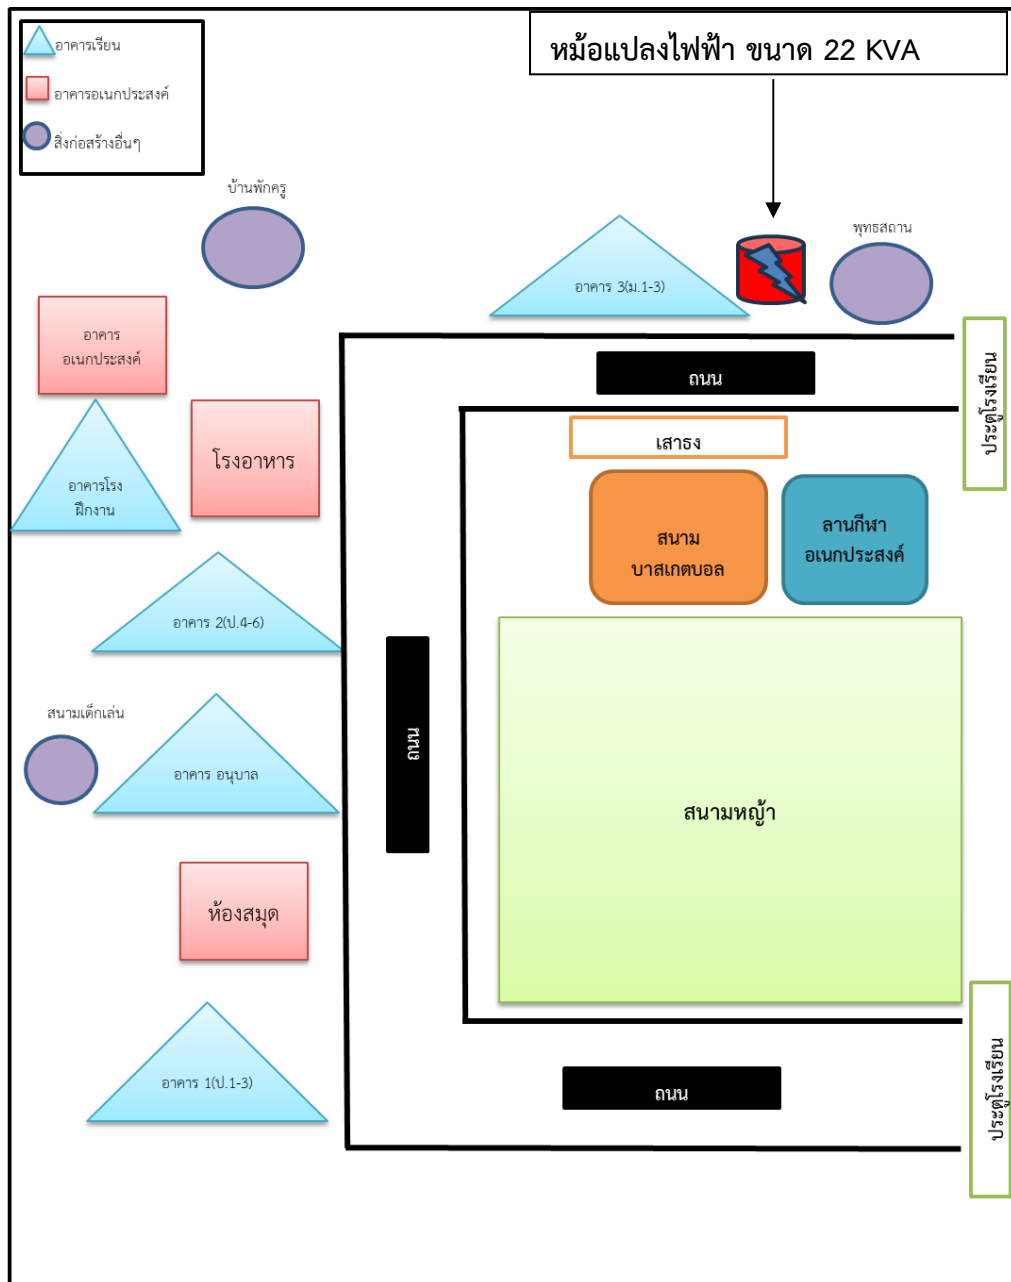 อาคารเรียน
อาคารอเนกประสงค์
สิ่งก่อสร้างอื่นๆ
หม้อแปลงไฟฟ้า ขนาด 22 KVA
บ้านพักครู
พุทธสถาน
อาคาร 3(ม.1-3)
อาคาร
อเนกประสงค์
ถนน
ประตูโรงเรียน
เสาธง
โรงอาหาร
อาคารโรง
ฝึกงาน
สนาม
บาสเกตบอล
ลานกีฬา
อเนกประสงค์
อาคาร 2(ป.4-6)
สนามเด็กเล่น
ถนน
อาคาร อนุบาล
สนามหญ้า
ห้องสมุด
อาคาร 1(ป.1-3)
ถนน
ประตูโรงเรียน